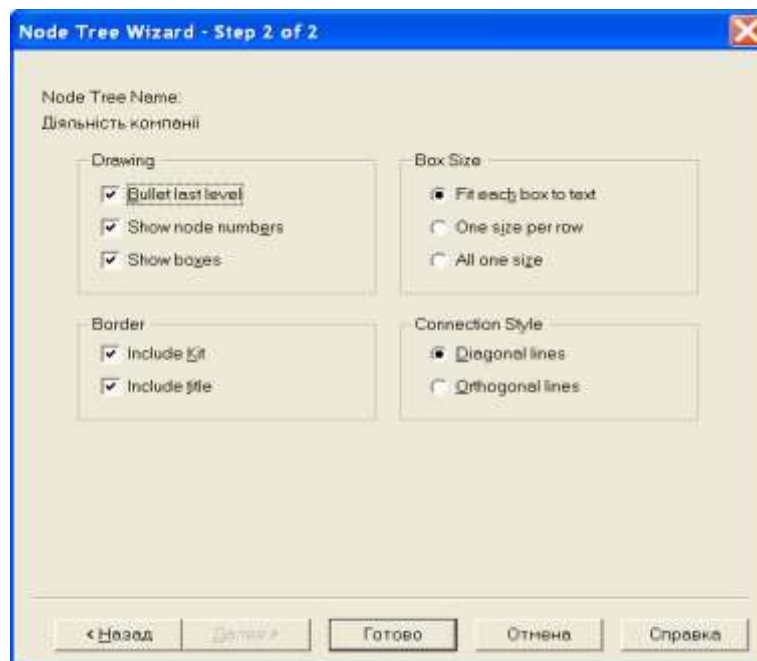 Node Tree Wizard - Step 2 of 2
Node Tree Name:
Діяльність компанії
Drawing
Bullet last level
Show node numbers
Show boxes
Box Size
Fit each box to text
One size per row
All one size
Border
Include Kit
Include title
Connection Style
Diagonal lines
Orthogonal lines
< Назад
Далее >
Готово
Отмена
Справка